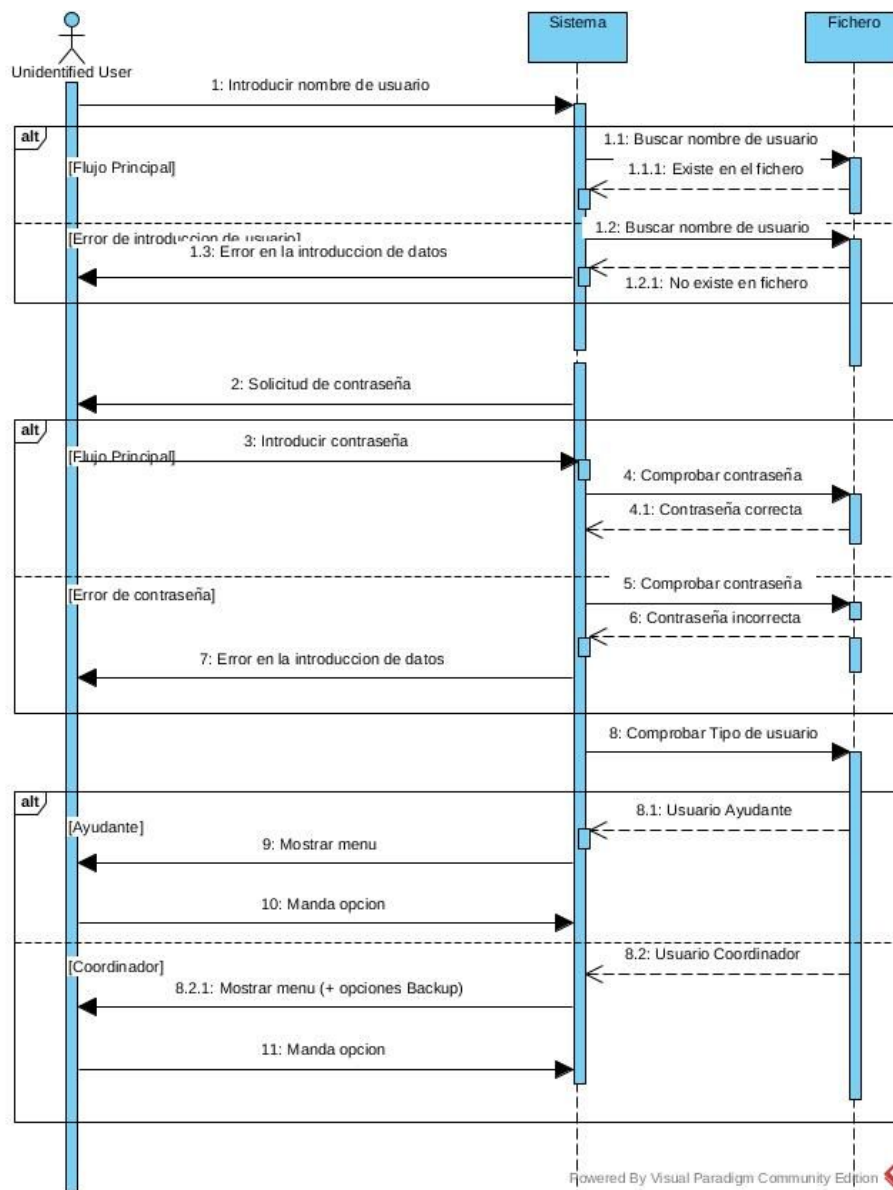 Sistema
Fichero
Unidentified User
1: Introducir nombre de usuario
alt
1.1: Buscar nombre de usuario
[Flujo Principal]
1.1.1: Existe en el fichero
1.2: Buscar nombre de usuario
[Error de introduccion de usuario]
1.3: Error en la introduccion de datos
1.2.1: No existe en fichero
2: Solicitud de contraseña
alt
3: Introducir contraseña
[Flujo Principal]
4: Comprobar contraseña
4.1: Contraseña correcta
5: Comprobar contraseña
[Error de contraseña]
6: Contraseña incorrecta
7: Error en la introduccion de datos
8: Comprobar Tipo de usuario
alt
8.1: Usuario Ayudante
[Ayudante]
9: Mostrar menu
10: Manda opcion
8.2: Usuario Coordinador
[Coordinador]
8.2.1: Mostrar menu (+ opciones Backup)
11: Manda opcion
Powered By Visual Paradigm Community Edition